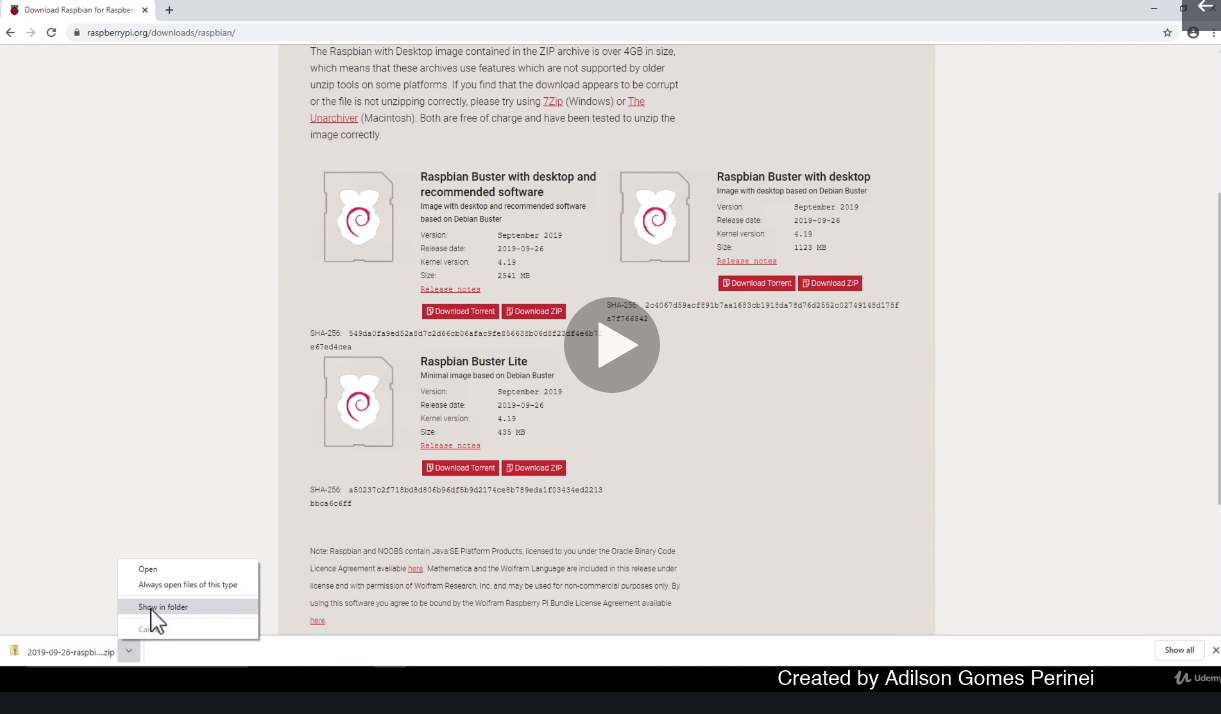 Download Raspbian for Raspberr
raspberrypi.org/downloads/raspbian/
The Raspbian with Desktop image contained in the ZIP archive is over 4GB in size,
which means that these archives use features which are not supported by older
unzip tools on some platforms. If you find that the download appears to be corrupt
or the file is not unzipping correctly, please try using 7Zip (Windows) or The
Unarchiver (Macintosh). Both are free of charge and have been tested to unzip the
image correctly.
Raspbian Buster with desktop and
recommended software
Image with desktop and recommended software
based on Debian Buster
Version: September 2019
Release date: 2019-09-26
Kernel version: 4.19
Size: 2541 MB
Release notes
Download Torrent Download ZIP
SHA-256:
e67ed4cea
Raspbian Buster with desktop
Image with desktop based on Debian Buster
Version: September 2019
Release date: 2019-09-26
Kernel version: 4.19
Size: 1123 MB
Release notes
Download Torrent Download ZIP
SHA-256: 2c4067d59acf891b7aa1683cb1918da78d76d2552c02749148d175f
a7f766842
Raspbian Buster Lite
Minimal image based on Debian Buster
Version: September 2019
Release date: 2019-09-26
Kernel version: 4.19
Size: 435 MB
Release notes
Download Torrent Download ZIP
SHA-256: a50237c2f718bd8d806b96df5b9d2174ce8b789eda1f03434ed2213
bbca6c6ff
Note: Raspbian and NOOBS contain Java SE Platform Products, licensed to you under the Oracle Binary Code
Licence Agreement available here. Mathematica and the Wolfram Language are included in this release under
license and with permission of Wolfram Research, Inc. and may be used for non-commercial purposes only. By
using this software you agree to be bound by the Wolfram Raspberry Pi Bundle License Agreement available
here.
Open
Always open files of this type
Show in folder
2019-09-26-raspbi....zip
Show all
Created by Adilson Gomes Perinei
Udemy